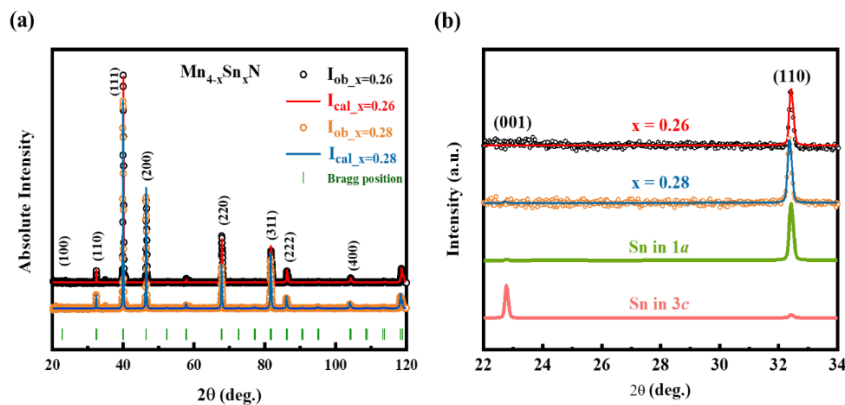 (a)
Mn4-xSnxN
Iob_x=0.26
Ical_x=0.26
Iob_x=0.28
Ical_x=0.28
Bragg position
(100)
(110)
(111)
(200)
(220)
(311)
(222)
(400)
Absolute Intensity
20 40 60 80 100 120
2θ (deg.)
(b)
(001)
(110)
x = 0.26
x = 0.28
Sn in 1a
Sn in 3c
Intensity (a.u.)
22 24 26 28 30 32 34
2θ (deg.)